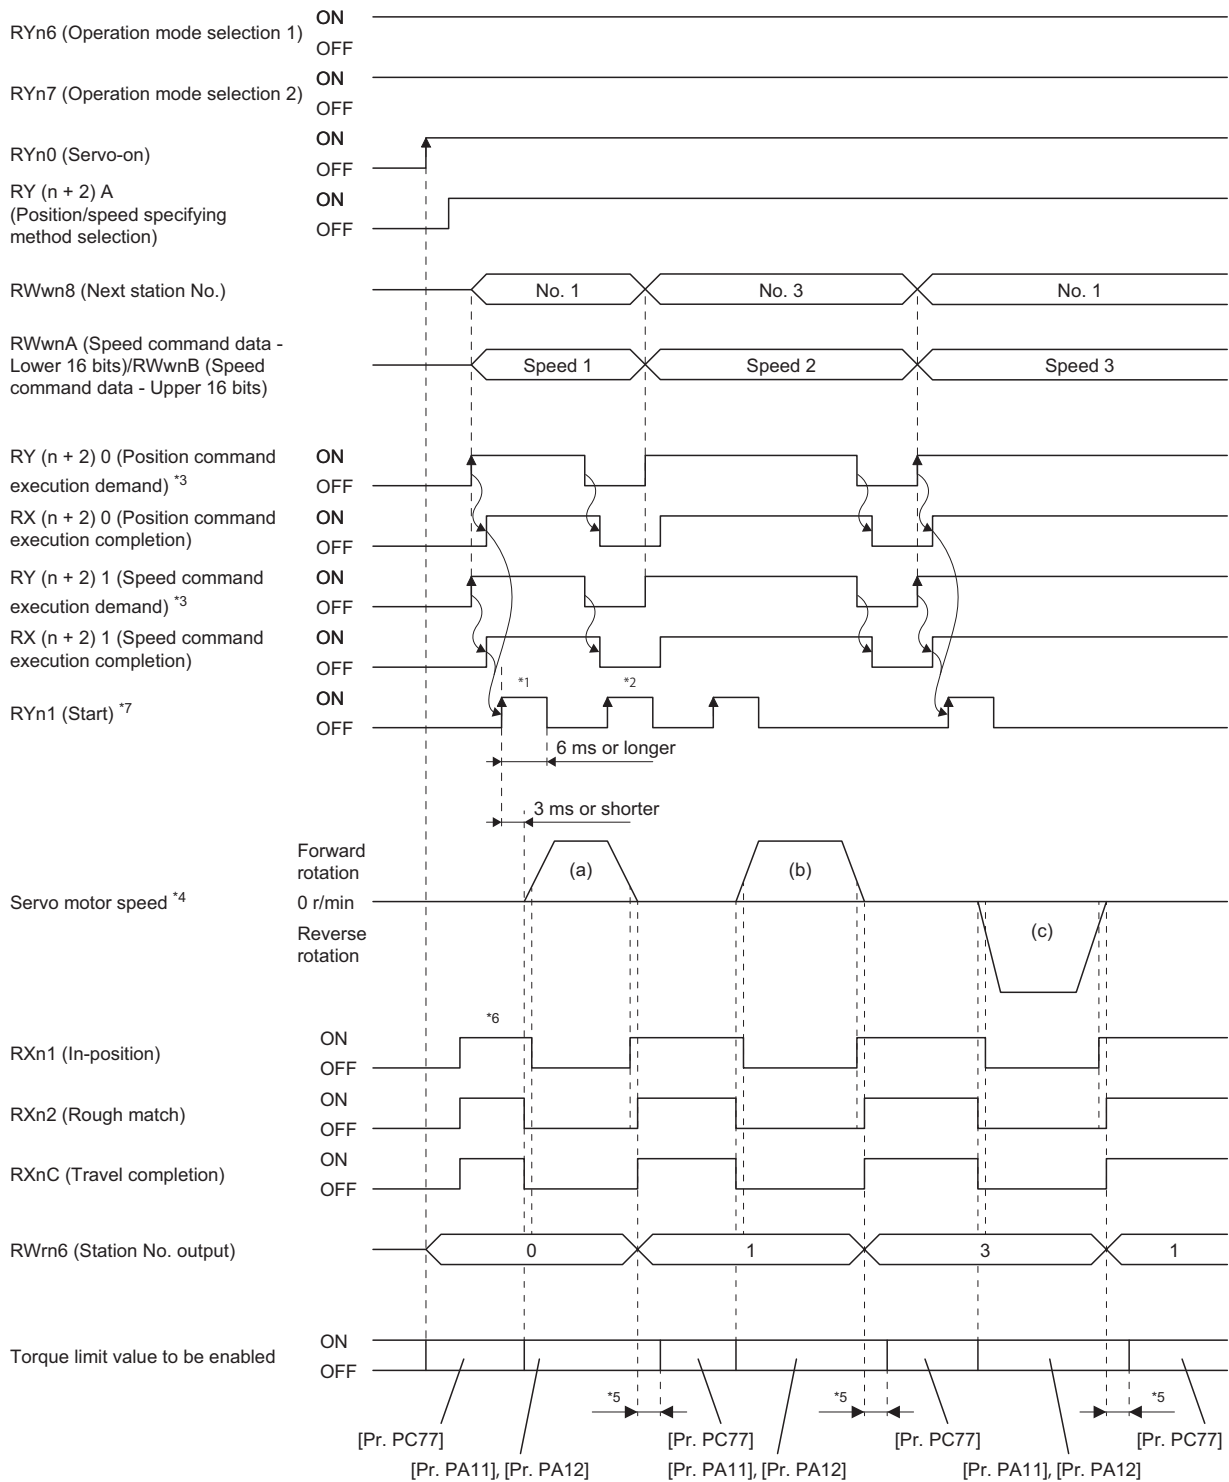 RYn6 (Operation mode selection 1)
ON
OFF
RYn7 (Operation mode selection 2)
ON
OFF
RYn0 (Servo-on)
ON
OFF
RY (n + 2) A
(Position/speed specifying
method selection)
ON
OFF
RWwn8 (Next station No.)
No. 1
No. 3
No. 1
RWwnA (Speed command data -
Lower 16 bits)/RWwnB (Speed
command data - Upper 16 bits)
Speed 1
Speed 2
Speed 3
RY (n + 2) 0 (Position command
execution demand) *3
ON
OFF
RX (n + 2) 0 (Position command
execution completion)
ON
OFF
RY (n + 2) 1 (Speed command
execution demand) *3
ON
OFF
RX (n + 2) 1 (Speed command
execution completion)
ON
OFF
RYn1 (Start) *7
ON
OFF
*1
*2
6 ms or longer
3 ms or shorter
Servo motor speed *4
Forward
rotation
0 r/min
Reverse
rotation
(a)
(b)
(c)
RXn1 (In-position)
ON
OFF
*6
RXn2 (Rough match)
ON
OFF
RXnC (Travel completion)
ON
OFF
RWrn6 (Station No. output)
0
1
3
1
Torque limit value to be enabled
ON
OFF
*5
*5
*5
[Pr. PC77]
[Pr. PC77]
[Pr. PC77]
[Pr. PC77]
[Pr. PA11], [Pr. PA12]
[Pr. PA11], [Pr. PA12]
[Pr. PA11], [Pr. PA12]